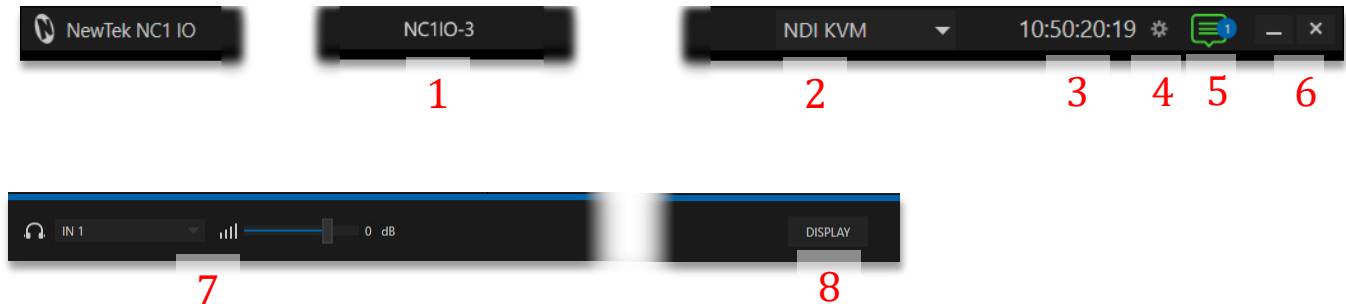 NewTek NC1 IO NC1IO-3 NDI KVM 10:50:20:19 1
1 2 3 4 5 6
IN 1 0 dB DISPLAY
7 8